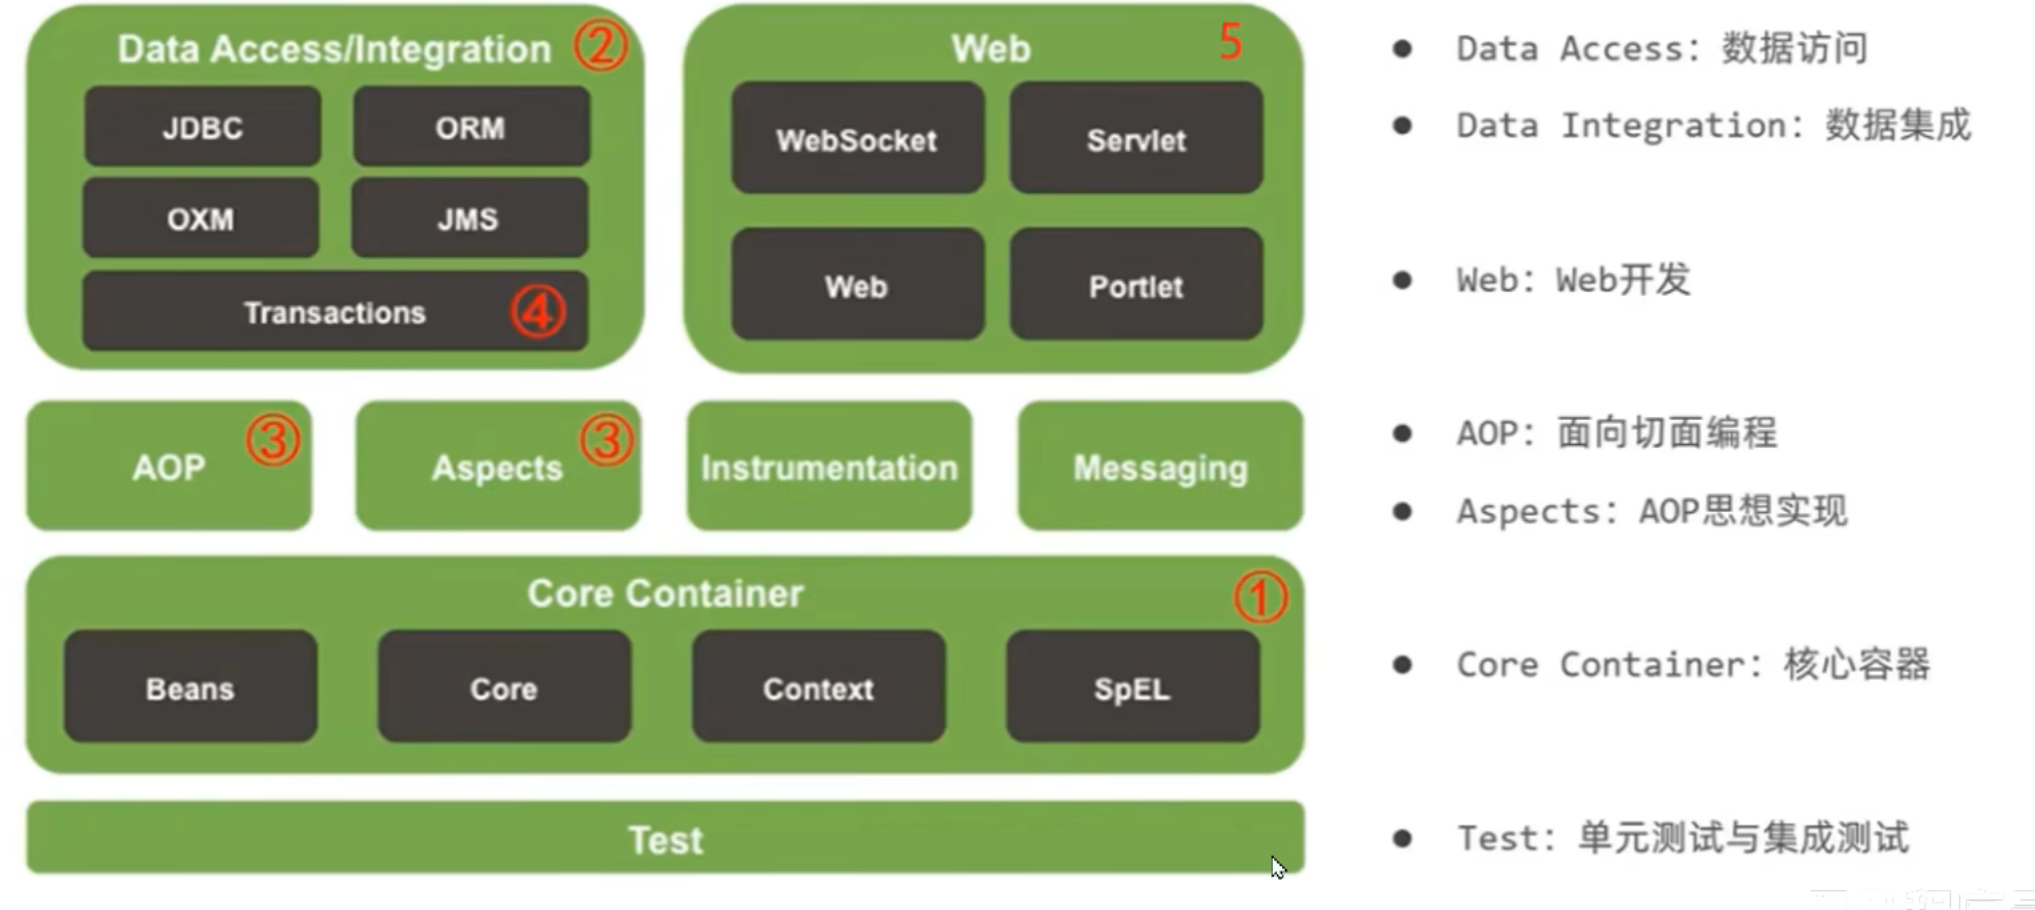 Data Access/Integration ②
JDBC ORM
OXM JMS
Transactions ④
Web 5
WebSocket Servlet
Web Portlet
AOP ③
Aspects ③
Instrumentation
Messaging
Core Container ①
Beans Core Context SpEL
Test
● Data Access：数据访问
● Data Integration：数据集成
● Web：Web开发
● AOP：面向切面编程
● Aspects：AOP思想实现
● Core Container：核心容器
● Test：单元测试与集成测试